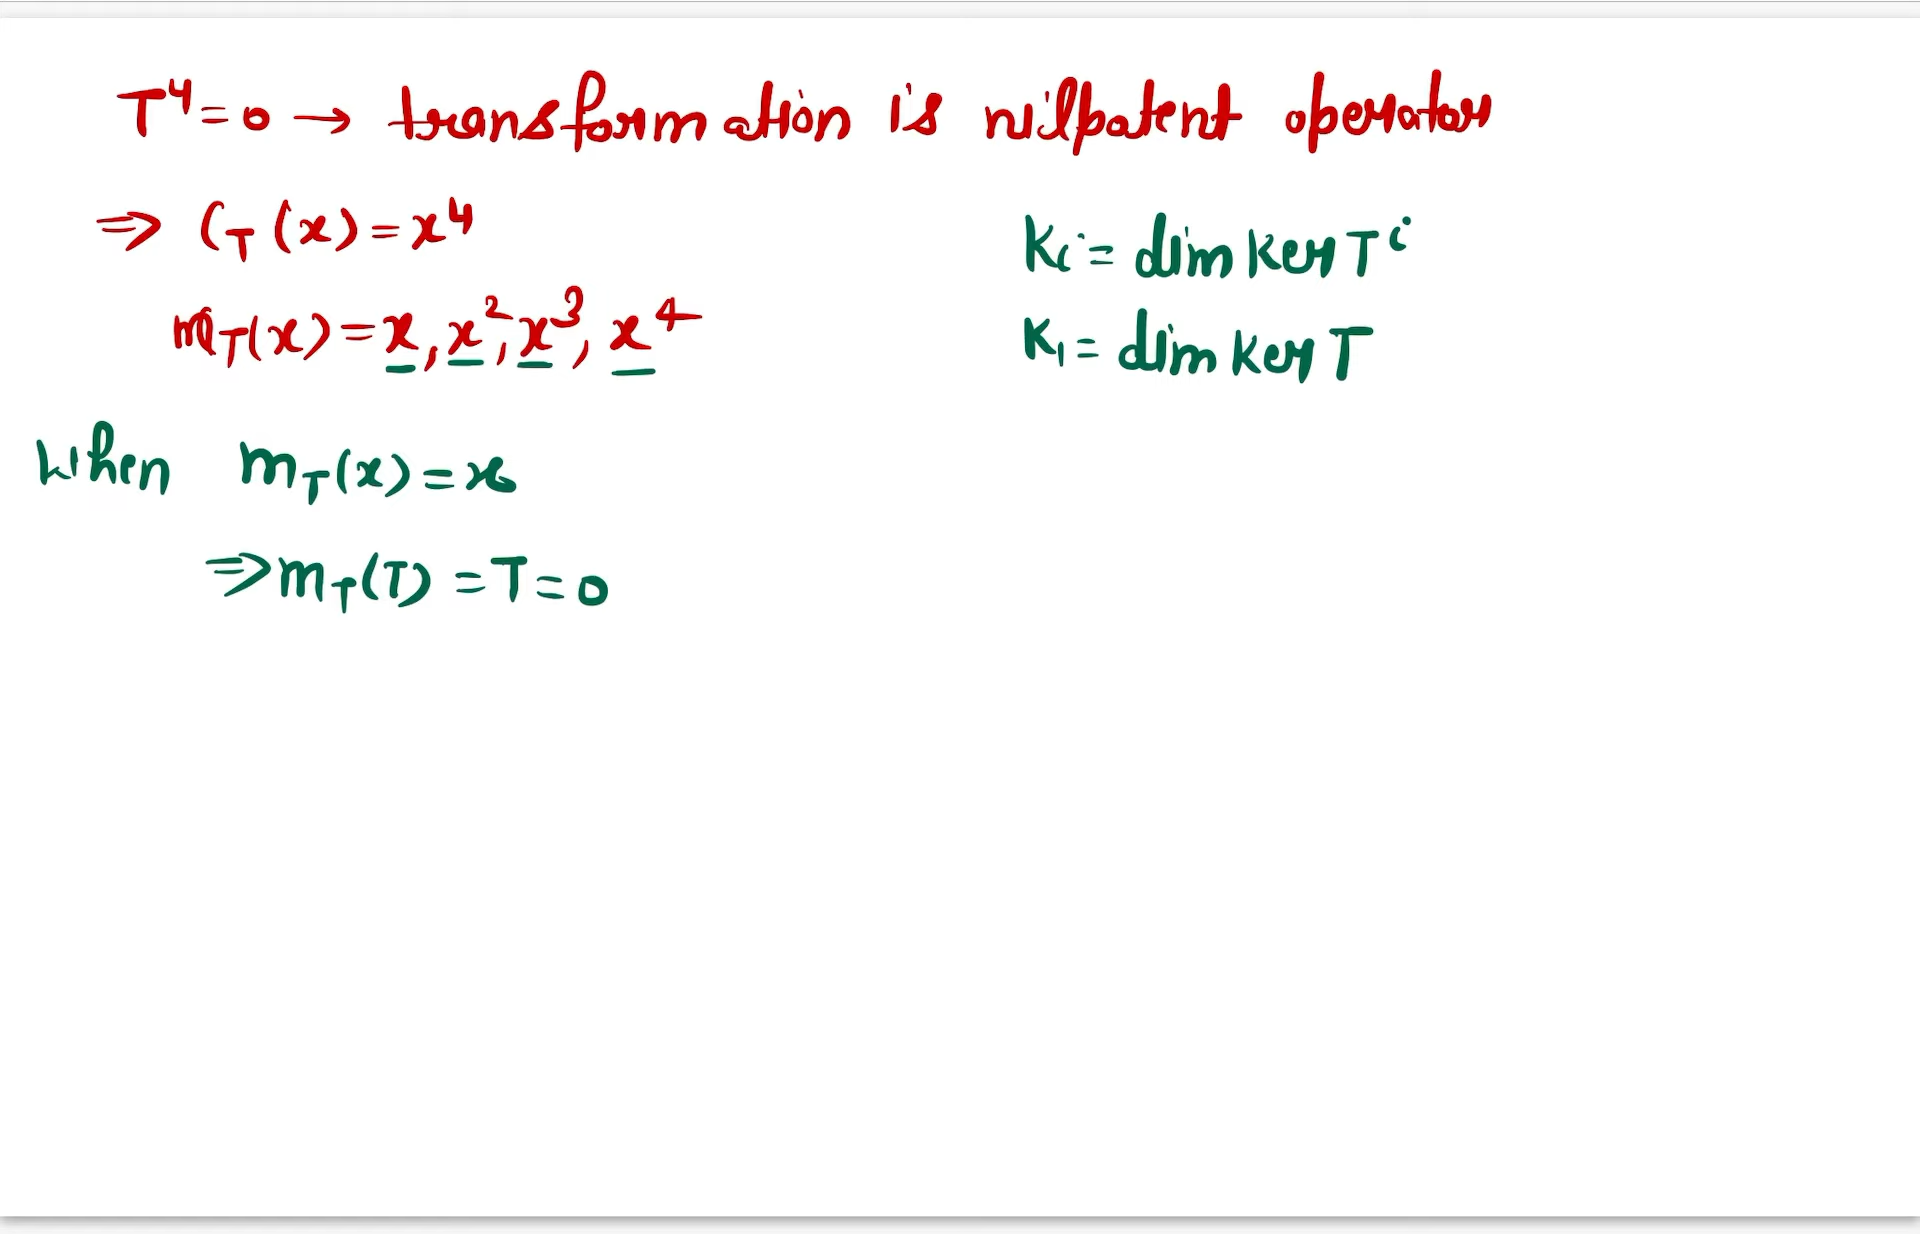 T⁴=0 → transformation is nilpotent operator
⇒ C_T(x)=x⁴
m_T(x)=x, x², x³, x⁴
When m_T(x)=x
⇒ m_T(T)=T=0
K_i = dim ker Tⁱ
K₁ = dim ker T